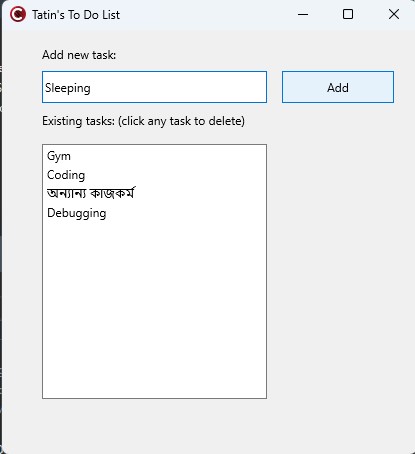 Tatin's To Do List
Add new task:
Sleeping
Add
Existing tasks: (click any task to delete)
Gym
Coding
অন্যান্য কাজকর্ম
Debugging